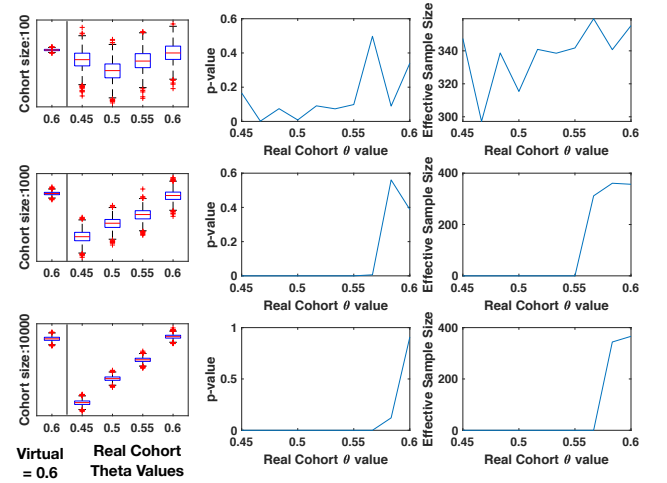 Cohort size:100
0.6 0.45 0.5 0.55 0.6
p-value
0.6
0.4
0.2
0
0.45 0.5 0.55 0.6
Real Cohort θ value
Effective Sample Size
340
320
300
0.45 0.5 0.55 0.6
Real Cohort θ value
Cohort size:1000
0.6 0.45 0.5 0.55 0.6
p-value
0.6
0.4
0.2
0
0.45 0.5 0.55 0.6
Real Cohort θ value
Effective Sample Size
400
200
0
0.45 0.5 0.55 0.6
Real Cohort θ value
Cohort size:10000
0.6 0.45 0.5 0.55 0.6
p-value
1
0.5
0
0.45 0.5 0.55 0.6
Real Cohort θ value
Effective Sample Size
400
200
0
0.45 0.5 0.55 0.6
Real Cohort θ value
Virtual
= 0.6
Real Cohort
Theta Values